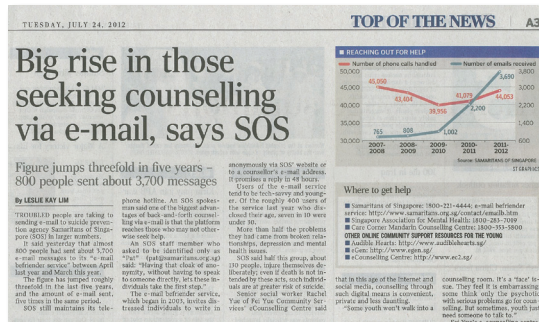 TUESDAY, JULY 24, 2012
TOP OF THE NEWS
A3
Big rise in those
seeking counselling
via e-mail, says SOS
Figure jumps threefold in five years –
800 people sent about 3,700 messages
By LESLIE KAY LIM
TROUBLED people are taking to
sending e-mail to suicide preven-
tion agency Samaritans of Singa-
pore (SOS) in larger numbers.
It said yesterday that almost
800 people had sent about 3,700
e-mail messages to its "e-mail
befriender service" between April
last year and March this year.
The figure has jumped roughly
threefold in the last five years,
and the amount of e-mail sent,
five times in the same period.
SOS still maintains its tele-
phone hotline. An SOS spokes-
man said one of the biggest advan-
tages of back-and-forth counsel-
ling via e-mail is that the platform
reaches those who may not other-
wise seek help.
An SOS staff member who
asked to be identified only as
"Pat" (pat@samaritans.org.sg)
said: "Having that cloak of ano-
nymity, without having to speak
to someone directly, lets these in-
dividuals take the first step."
The e-mail befriender service,
which began in 2003, invites dis-
tressed individuals to write in
anonymously via SOS' website or
to a counsellor's e-mail address.
It promises a reply in 48 hours.
Users of the e-mail service
tend to be tech-savvy and young-
er. Of the roughly 400 users of
the service last year who dis-
closed their age, seven in 10 were
under 30.
More than half the problems
they had came from broken rela-
tionships, depression and mental
health issues.
SOS said half this group, about
130 people, injure themselves de-
liberately; even if death is not in-
tended by these acts, such individ-
uals are at greater risk of suicide.
Senior social worker Rachel
Yue of Fei Yue Community Ser-
vices' eCounselling Centre said
REACHING OUT FOR HELP
Number of phone calls handled
Number of emails received
50,000
45,000
40,000
35,000
30,000
3,800
3,000
2,200
1,400
600
45,050
43,404
39,916
41,079
44,053
765
808
1,002
2,200
3,690
2007-
2008
2008-
2009
2009-
2010
2010-
2011
2011-
2012
Source: SAMARITANS OF SINGAPORE
ST GRAPHICS
Where to get help
Samaritans of Singapore: 1800-221-4444; e-mail befriender
service: http://www.samaritans.org.sg/contact/emailb.htm
Singapore Association for Mental Health: 1800-283-7019
Care Corner Mandarin Counselling Centre: 1800-353-5800
OTHER ONLINE COMMUNITY SUPPORT RESOURCES FOR THE YOUNG
Audible Hearts: http://www.audiblehearts.sg/
eGen: http://www.egen.sg/
eCounselling Centre: http://www.ec2.sg/
that in this age of the Internet and
social media, counselling through
such digital means is convenient,
private and less daunting.
"Some youth won't walk into a
counselling room. It's a 'face' is-
sue. They feel it is embarrassing.
Some think only the psychotic
with serious problems go for coun-
selling. But sometimes, youth just
need someone to talk to."